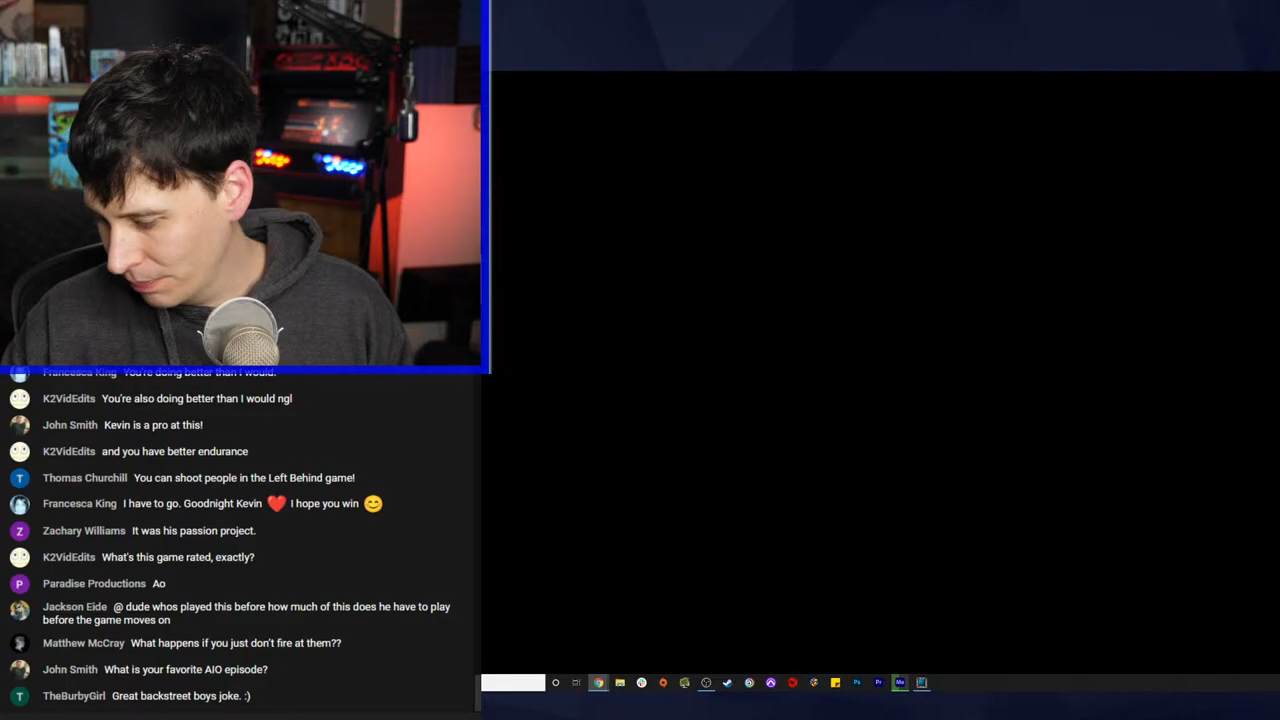 Francesca King You're doing better than I would.
K2VidEdits You're also doing better than I would ngl
John Smith Kevin is a pro at this!
K2VidEdits and you have better endurance
T Thomas Churchill You can shoot people in the Left Behind game!
Francesca King I have to go. Goodnight Kevin ❤️ I hope you win 😊
Z Zachary Williams It was his passion project.
K2VidEdits What's this game rated, exactly?
P Paradise Productions Ao
Jackson Eide @ dude whos played this before how much of this does he have to play
before the game moves on
Matthew McCray What happens if you just don't fire at them??
John Smith What is your favorite AIO episode?
T TheBurbyGirl Great backstreet boys joke. :)
Ps Pr Me